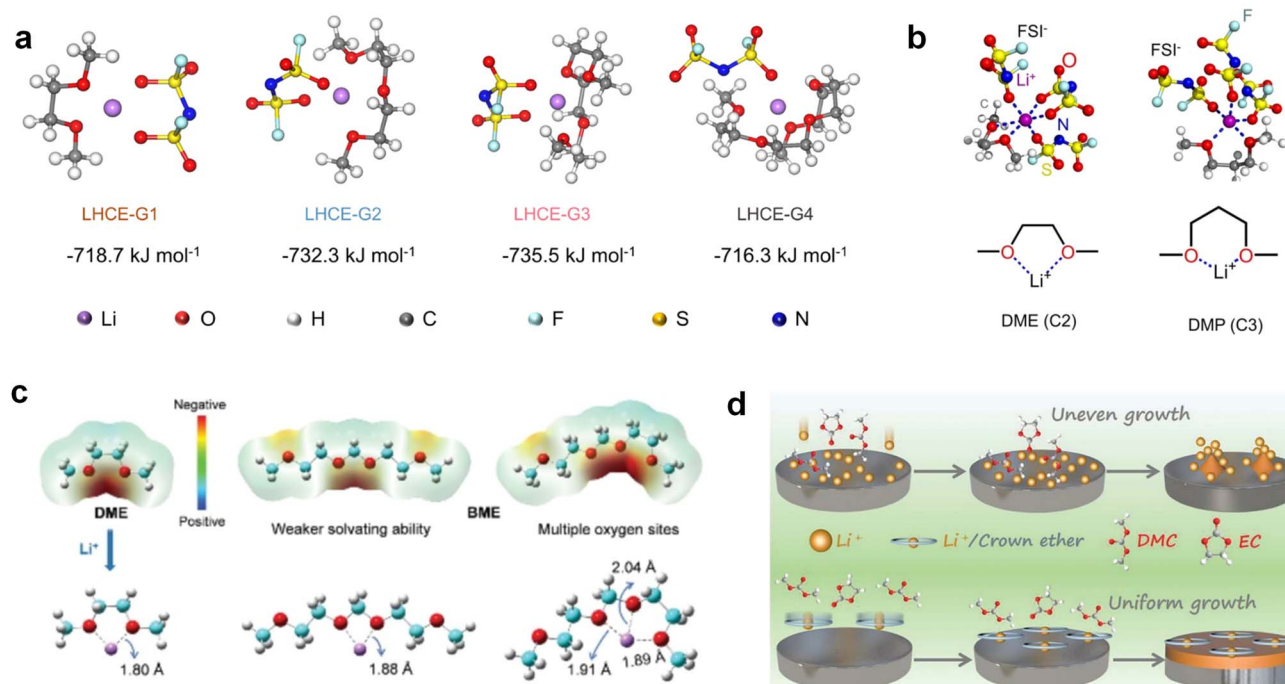 a
LHCE-G1
-718.7 kJ mol⁻¹
LHCE-G2
-732.3 kJ mol⁻¹
LHCE-G3
-735.5 kJ mol⁻¹
LHCE-G4
-716.3 kJ mol⁻¹
Li O H C F S N
b
FSI⁻
Li⁺
O
C
H
N
S
FSI⁻
F
O O
Li⁺
DME (C2)
O O
Li⁺
DMP (C3)
c
Negative
Positive
DME
Weaker solvating ability
BME
Multiple oxygen sites
Li⁺
1.80 Å
1.88 Å
2.04 Å
1.91 Å
1.89 Å
d
Uneven growth
Li⁺ Li⁺/Crown ether DMC EC
Uniform growth